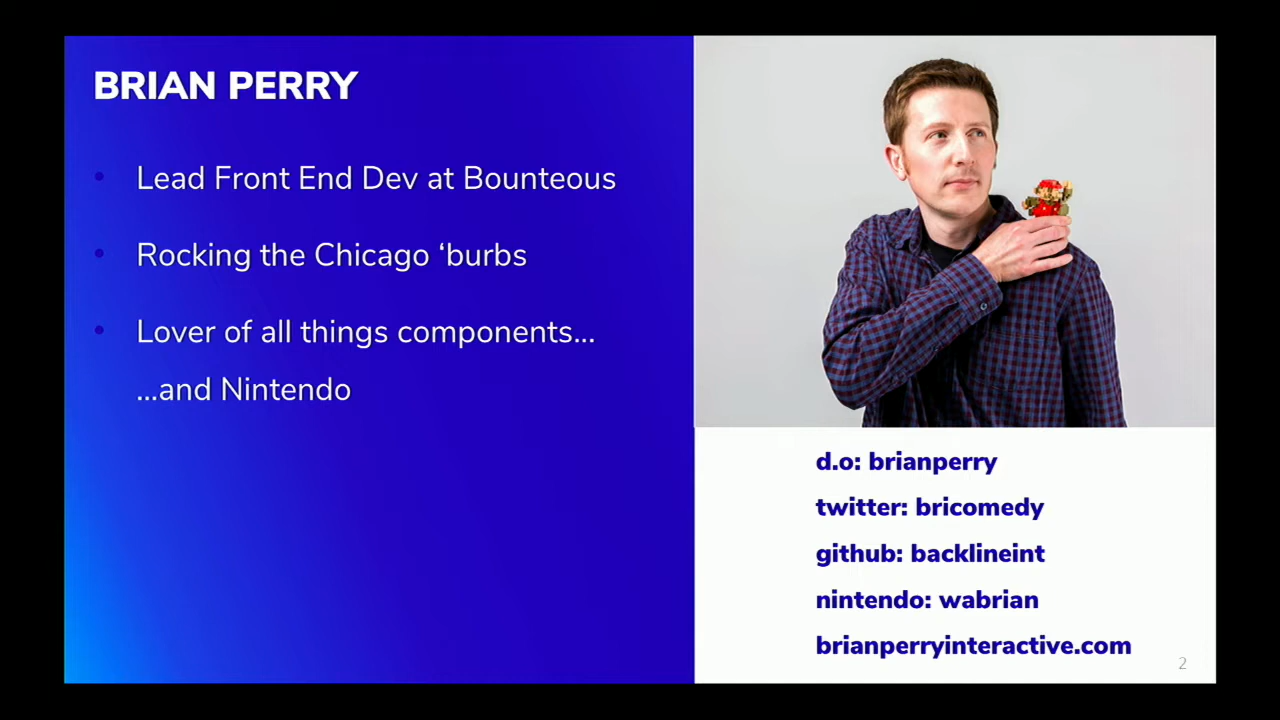 BRIAN PERRY
• Lead Front End Dev at Bounteous
• Rocking the Chicago ‘burbs
• Lover of all things components...
...and Nintendo
d.o: brianperry
twitter: bricomedy
github: backlineint
nintendo: wabrian
brianperryinteractive.com
2